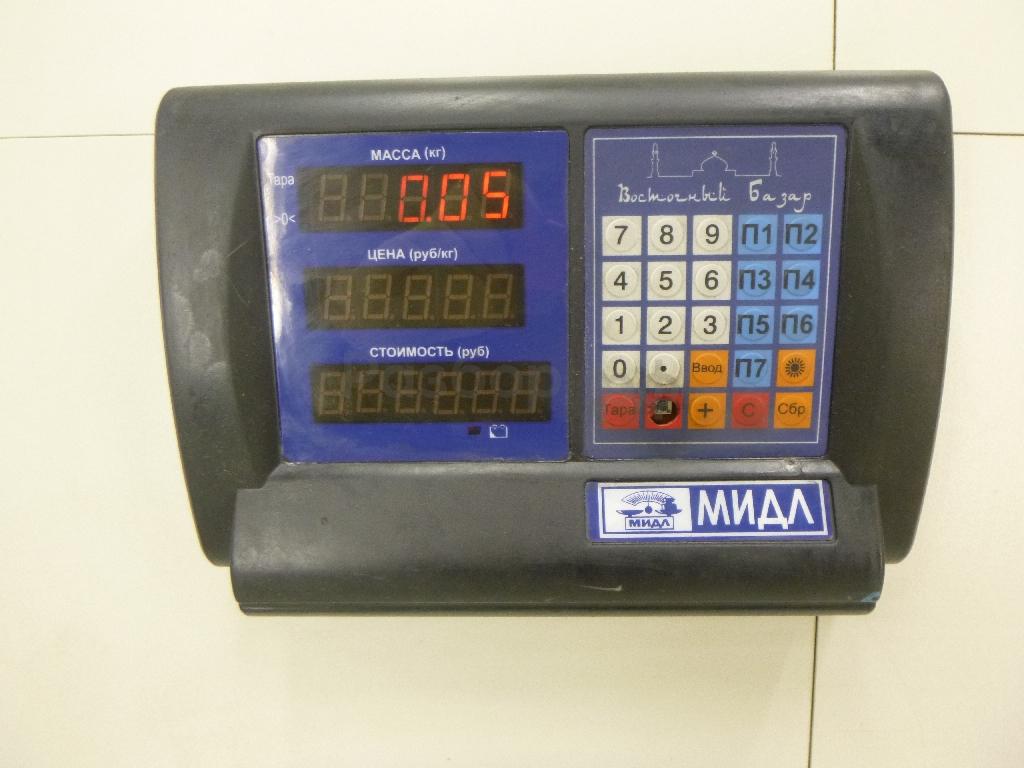 МАССА (кг)
Тара
0.05
>0<
ЦЕНА (руб/кг)
СТОИМОСТЬ (руб)
Восточный Базар
7 8 9 П1 П2
4 5 6 П3 П4
1 2 3 П5 П6
0 . Ввод П7
Тара + С Сбр
МИДЛ
МИДЛ